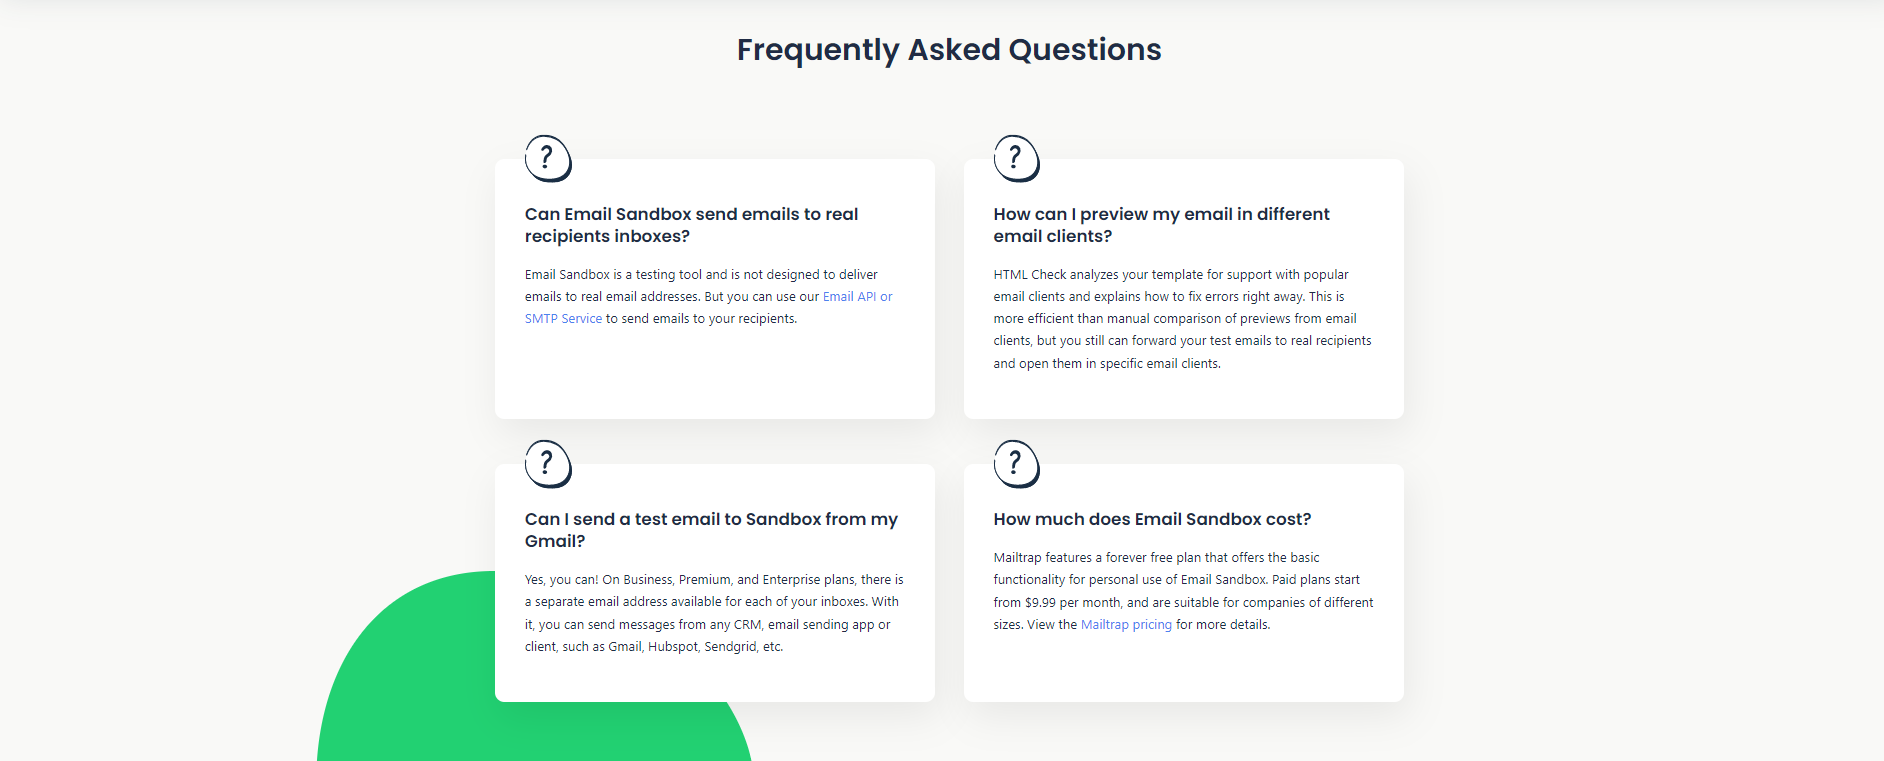 Frequently Asked Questions
?
Can Email Sandbox send emails to real
recipients inboxes?
Email Sandbox is a testing tool and is not designed to deliver
emails to real email addresses. But you can use our Email API or
SMTP Service to send emails to your recipients.
?
How can I preview my email in different
email clients?
HTML Check analyzes your template for support with popular
email clients and explains how to fix errors right away. This is
more efficient than manual comparison of previews from email
clients, but you still can forward your test emails to real recipients
and open them in specific email clients.
?
Can I send a test email to Sandbox from my
Gmail?
Yes, you can! On Business, Premium, and Enterprise plans, there is
a separate email address available for each of your inboxes. With
it, you can send messages from any CRM, email sending app or
client, such as Gmail, Hubspot, Sendgrid, etc.
?
How much does Email Sandbox cost?
Mailtrap features a forever free plan that offers the basic
functionality for personal use of Email Sandbox. Paid plans start
from $9.99 per month, and are suitable for companies of different
sizes. View the Mailtrap pricing for more details.